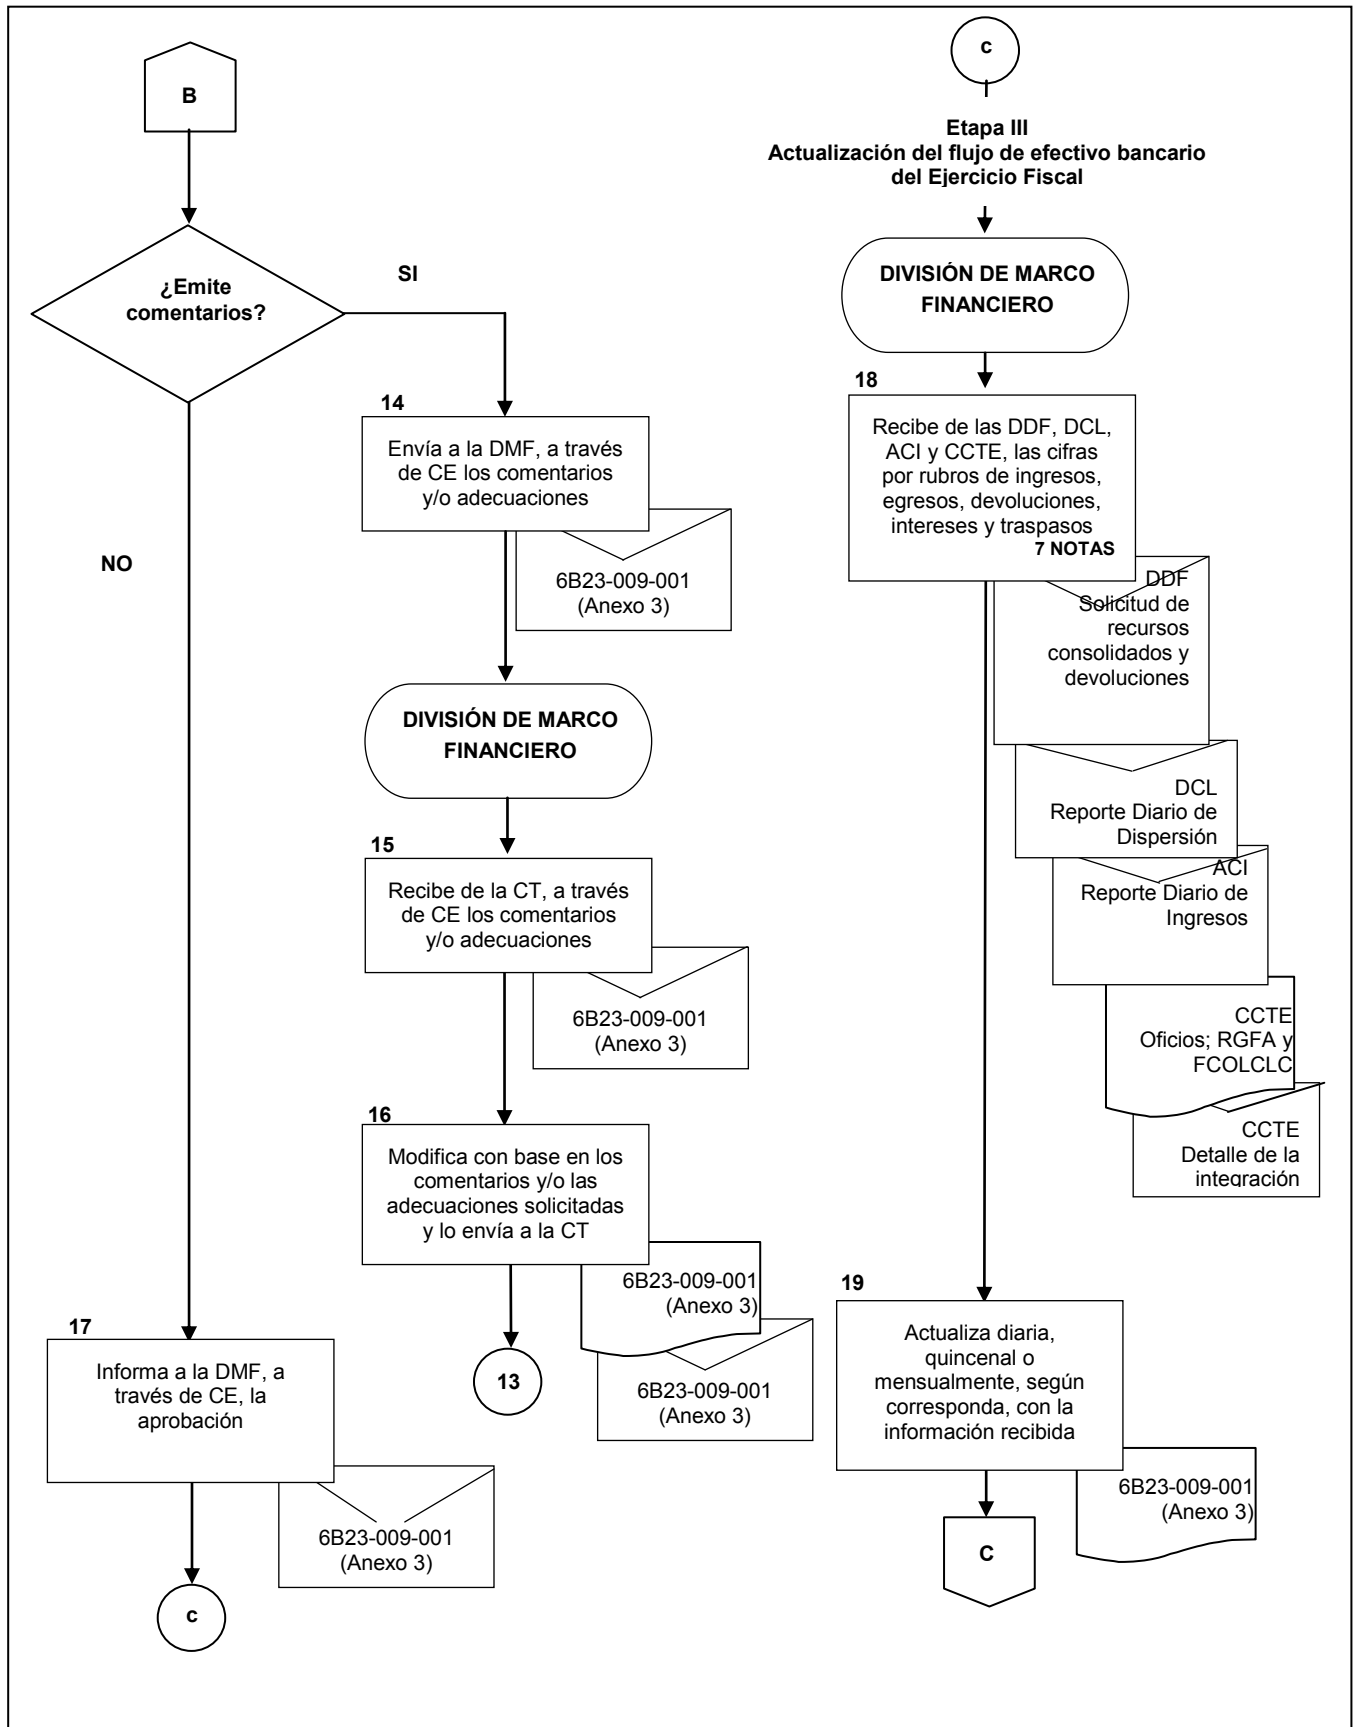 B
¿Emite
comentarios?
SI
NO
14
Envía a la DMF, a través
de CE los comentarios
y/o adecuaciones
6B23-009-001
(Anexo 3)
DIVISIÓN DE MARCO
FINANCIERO
15
Recibe de la CT, a través
de CE los comentarios
y/o adecuaciones
6B23-009-001
(Anexo 3)
16
Modifica con base en los
comentarios y/o las
adecuaciones solicitadas
y lo envía a la CT
6B23-009-001
(Anexo 3)
6B23-009-001
(Anexo 3)
13
17
Informa a la DMF, a
través de CE, la
aprobación
6B23-009-001
(Anexo 3)
c
c
Etapa III
Actualización del flujo de efectivo bancario
del Ejercicio Fiscal
DIVISIÓN DE MARCO
FINANCIERO
18
Recibe de las DDF, DCL,
ACI y CCTE, las cifras
por rubros de ingresos,
egresos, devoluciones,
intereses y traspasos
7 NOTAS
DDF
Solicitud de
recursos
consolidados y
devoluciones
DCL
Reporte Diario de
Dispersión
ACI
Reporte Diario de
Ingresos
CCTE
Oficios; RGFA y
FCOLCLC
CCTE
Detalle de la
integración
19
Actualiza diaria,
quincenal o
mensualmente, según
corresponda, con la
información recibida
6B23-009-001
(Anexo 3)
C